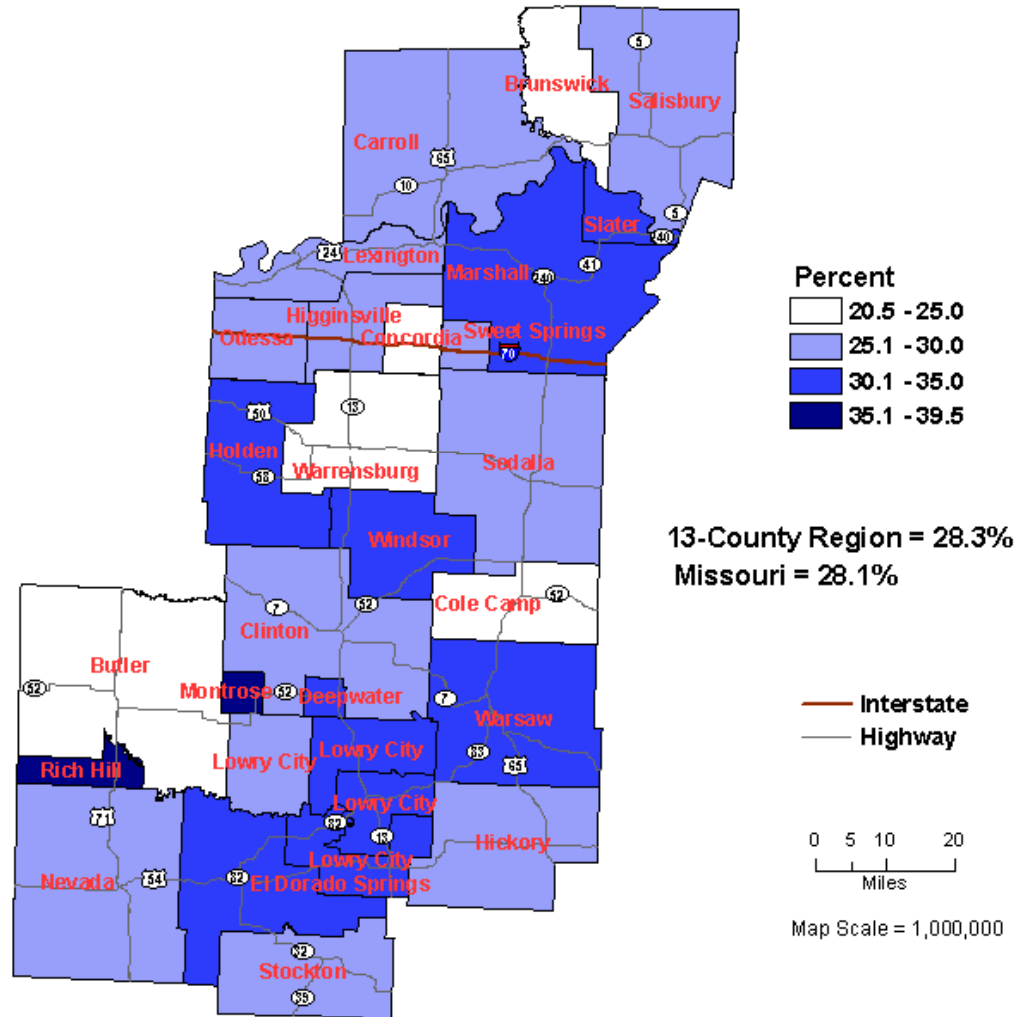 5
Brunswick
Salisbury
Carroll
65
10
5
Slater
40
24
Lexington
Marshall
41
240
Percent
20.5 - 25.0
25.1 - 30.0
30.1 - 35.0
35.1 - 39.5
Higginsville
Odessa
Concordia
Sweet Springs
70
50
13
Holden
58
Warrensburg
Sedalia
13-County Region = 28.3%
Missouri = 28.1%
Windsor
7
52
Cole Camp
52
Clinton
Butler
52
Montrose
52
Deepwater
7
Warsaw
Interstate
Highway
Lowry City
Lowry City
83
65
Rich Hill
Lowry City
71
82
13
Hickory
0 5 10 20
Miles
Lowry City
Nevada
54
82
El Dorado Springs
Map Scale = 1,000,000
32
Stockton
39